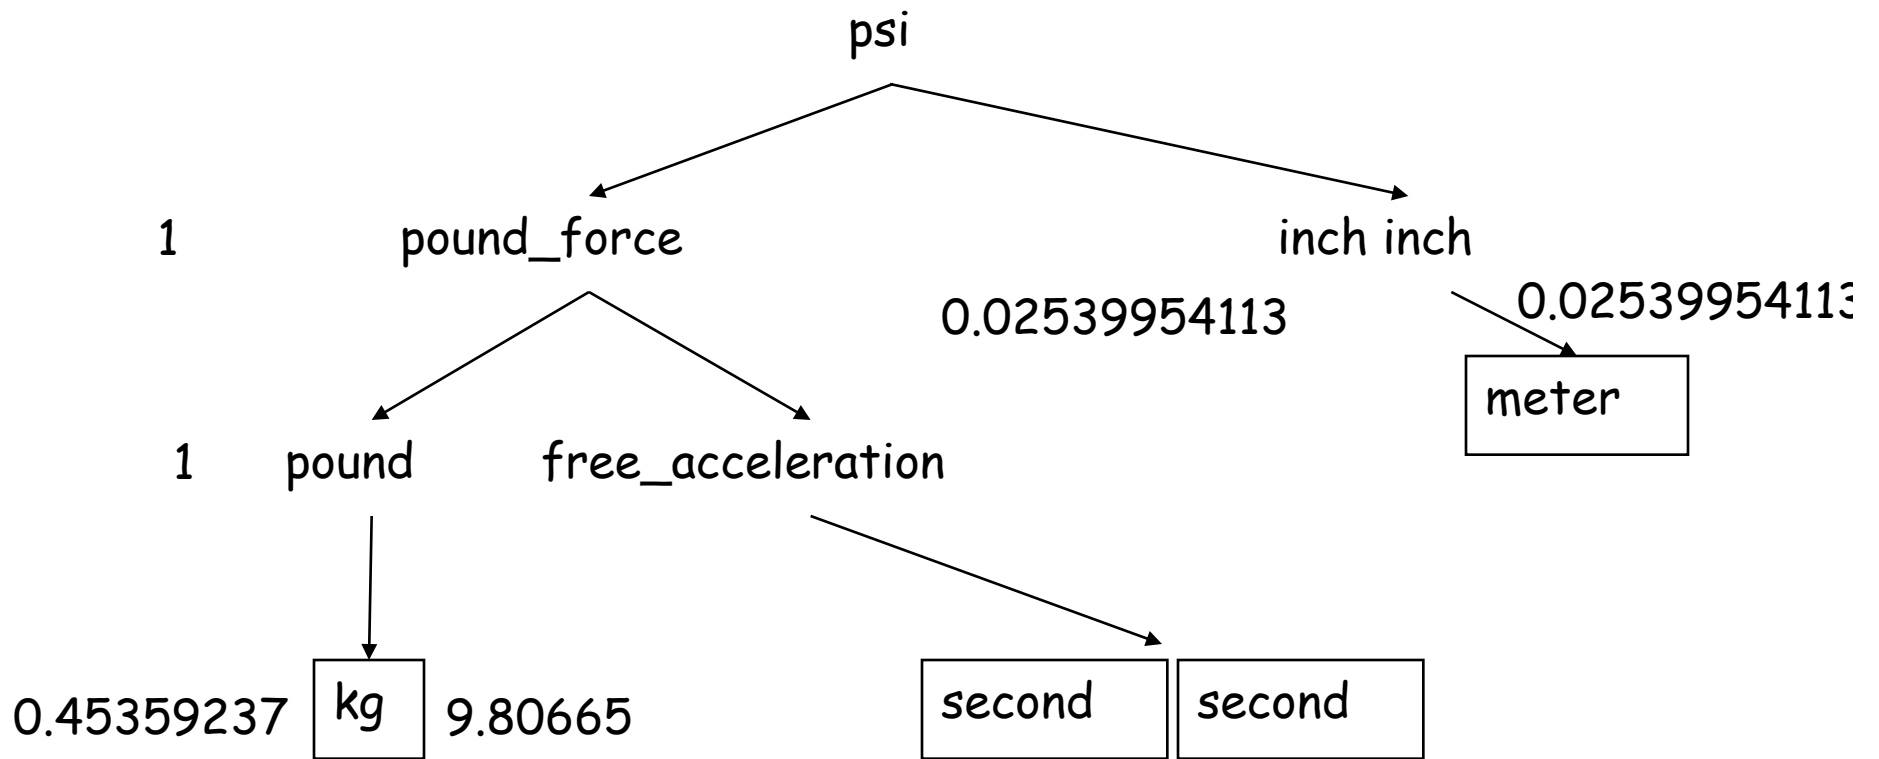 psi
1 pound_force inch inch
0.02539954113 0.02539954113
meter
1 pound free_acceleration
0.45359237 kg 9.80665 second second